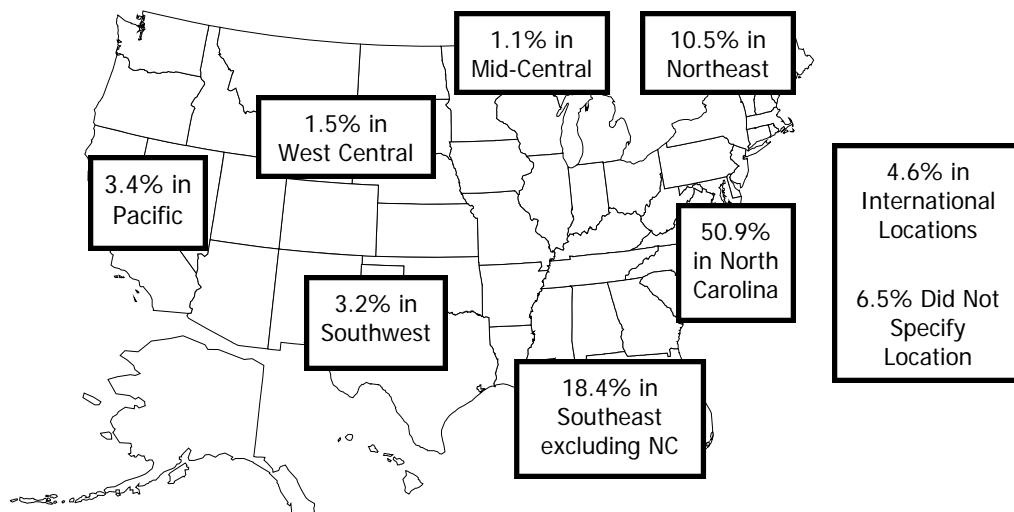 1.1% in
Mid-Central
10.5% in
Northeast
1.5% in
West Central
3.4% in
Pacific
4.6% in
International
Locations
6.5% Did Not
Specify
Location
50.9%
in North
Carolina
3.2% in
Southwest
18.4% in
Southeast
excluding NC